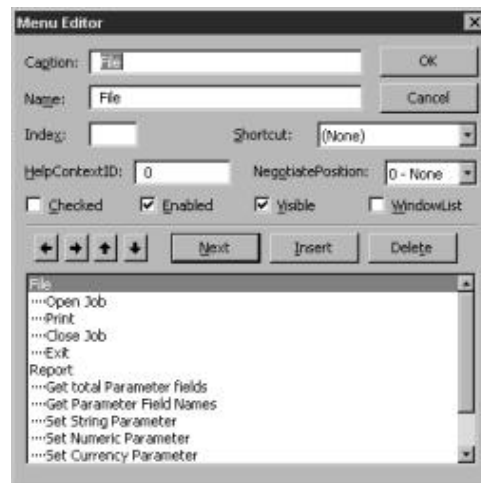 Menu Editor
Caption: File
OK
Name: File
Cancel
Index:
Shortcut: (None)
HelpContextID: 0
NegotiatePosition: 0 - None
Checked
Enabled
Visible
WindowList
Next
Insert
Delete
File
····Open Job
····Print
····Close Job
····Exit
Report
····Get total Parameter fields
····Get Parameter Field Names
····Set String Parameter
····Set Numeric Parameter
····Set Currency Parameter